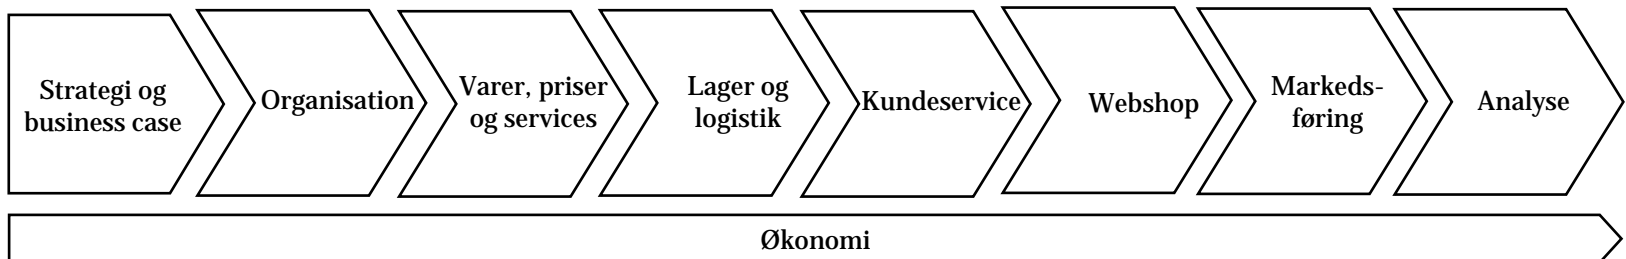 Strategi og
business case
Organisation
Varer, priser
og services
Lager og
logistik
Kundeservice
Webshop
Markeds-
føring
Analyse
Økonomi